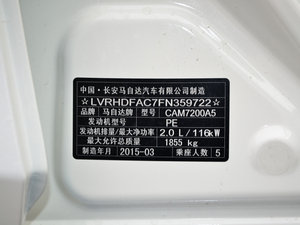 中国·长安马自达汽车有限公司制造
☆LVRHDFAC7FN359722☆
品牌 马自达牌 型号 CAM7200A5
发动机型号 PE
发动机排量/最大净功率 2.0 L/116kW
最大允许总质量 1855 kg
制造年月 2015-03 乘座人数 5